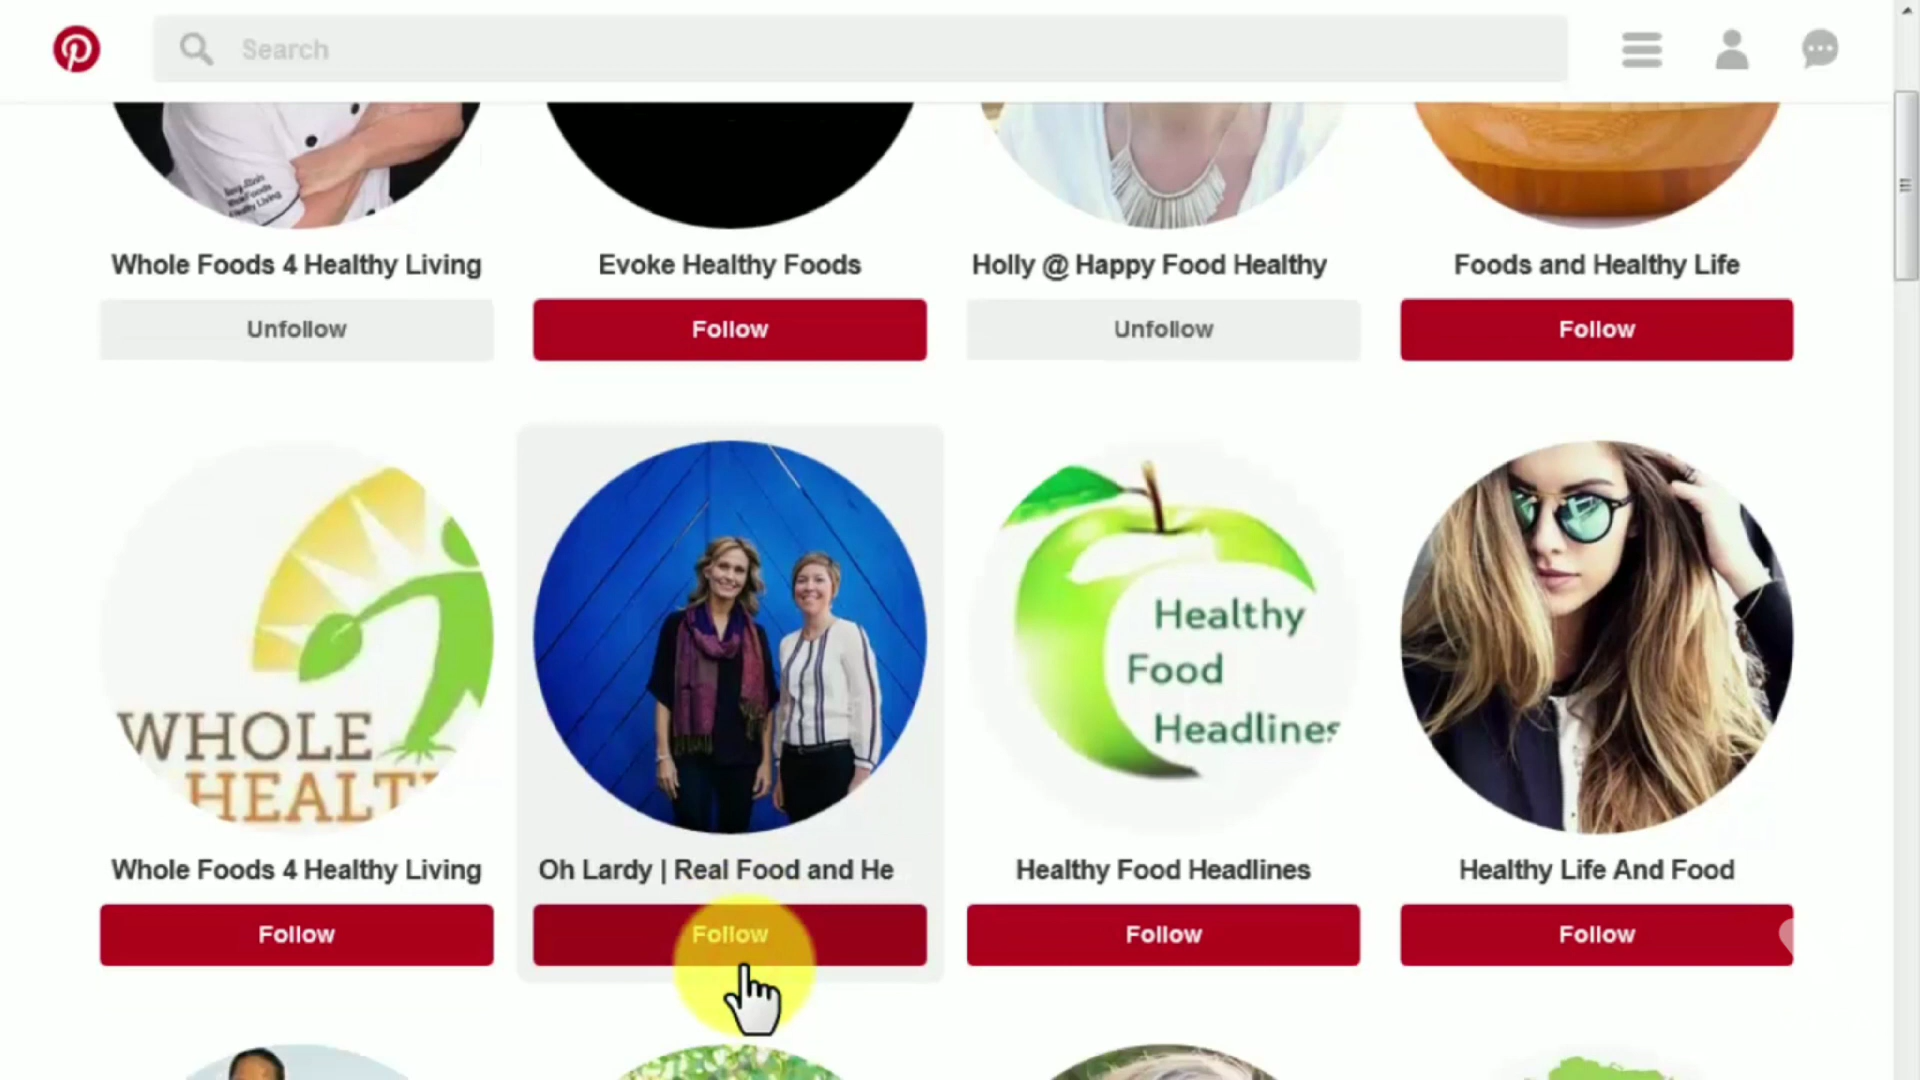 Search
Whole Foods 4 Healthy Living
Evoke Healthy Foods
Holly @ Happy Food Healthy
Foods and Healthy Life
Unfollow
Follow
Unfollow
Follow
WHOLE
HEALT
Healthy
Food
Headlines
Whole Foods 4 Healthy Living
Oh Lardy | Real Food and He
Healthy Food Headlines
Healthy Life And Food
Follow
Follow
Follow
Follow